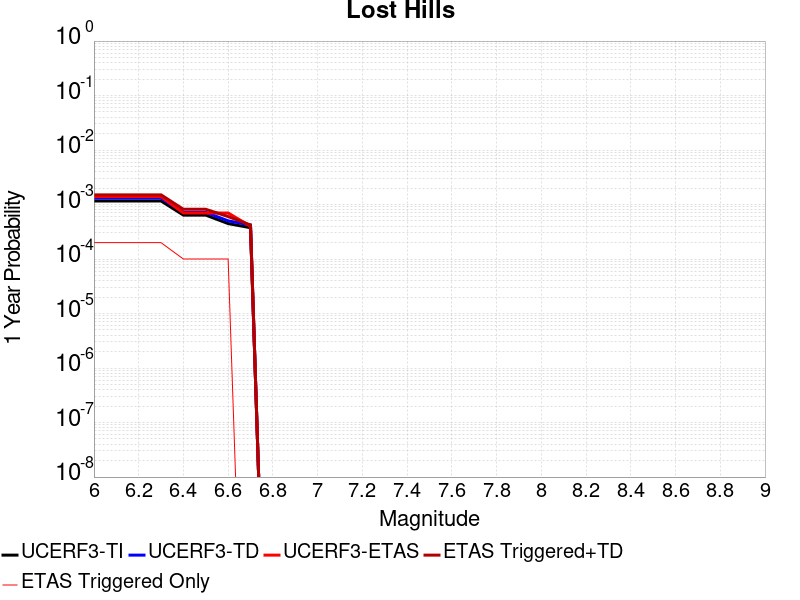 Lost Hills
10 0
10 -1
10 -2
10 -3
10 -4
10 -5
10 -6
10 -7
10 -8
1 Year Probability
6 6.2 6.4 6.6 6.8 7 7.2 7.4 7.6 7.8 8 8.2 8.4 8.6 8.8 9
Magnitude
UCERF3-TI UCERF3-TD UCERF3-ETAS ETAS Triggered+TD
ETAS Triggered Only